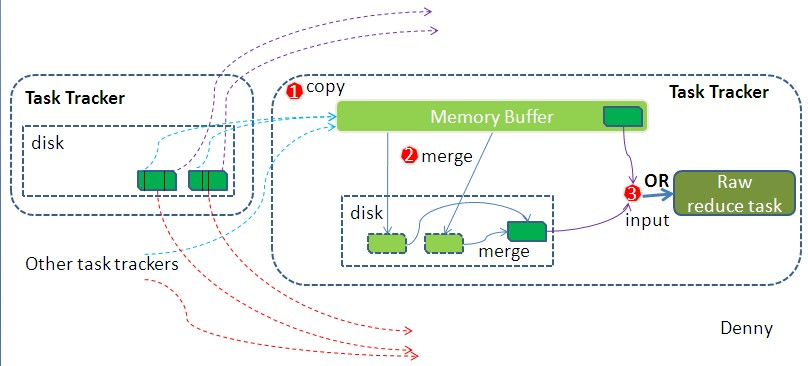 Task Tracker
disk
Other task trackers
1 copy
Task Tracker
Memory Buffer
2 merge
disk
merge
3
OR
input
Raw
reduce task
Denny